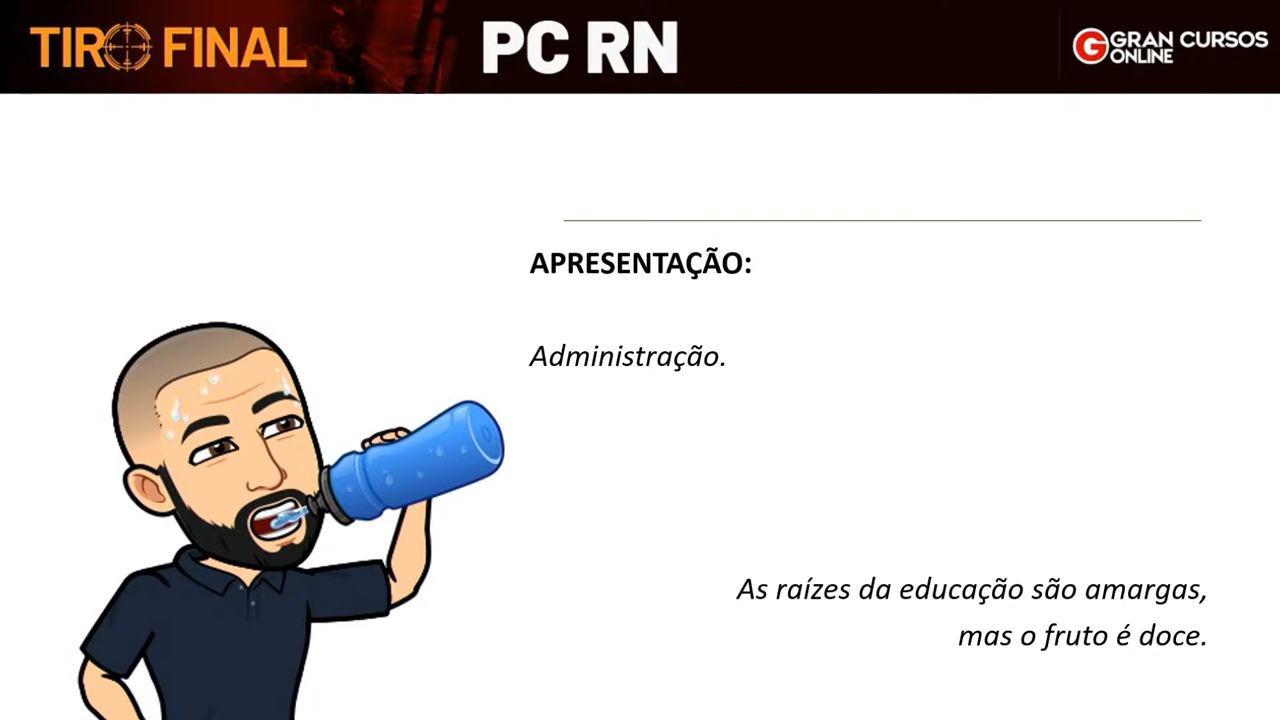 TIRO FINAL
PC RN
GRAN CURSOS
ONLINE
APRESENTAÇÃO:
Administração.
As raízes da educação são amargas,
mas o fruto é doce.